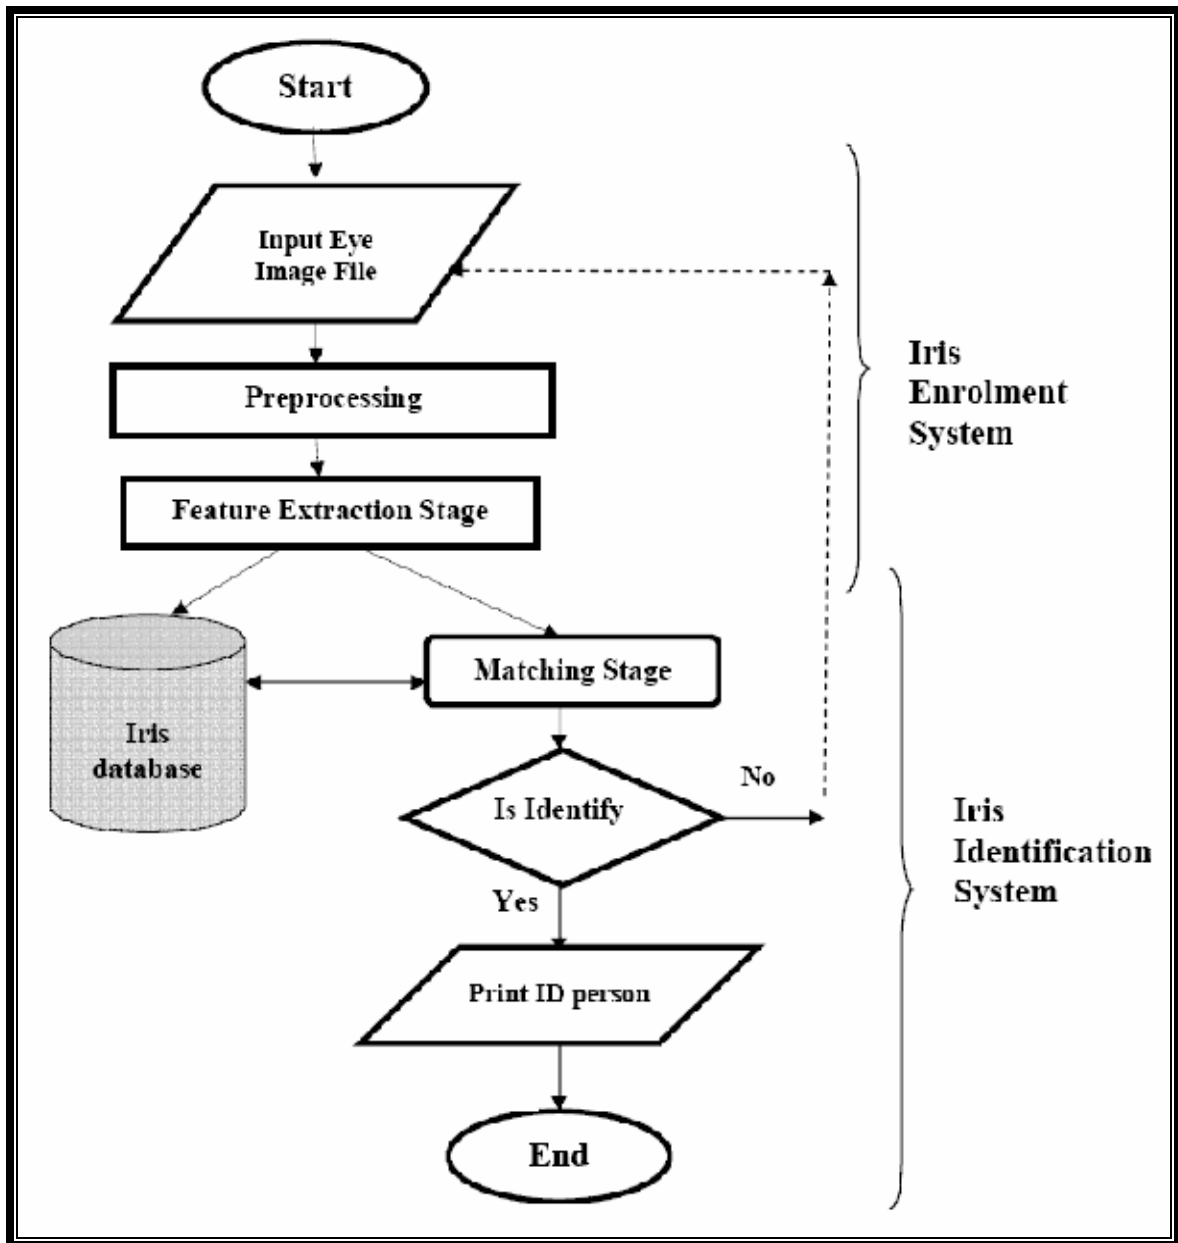 Start
Input Eye
Image File
Preprocessing
Feature Extraction Stage
Iris
Enrolment
System
Matching Stage
Iris
database
Is Identify
No
Yes
Iris
Identification
System
Print ID person
End